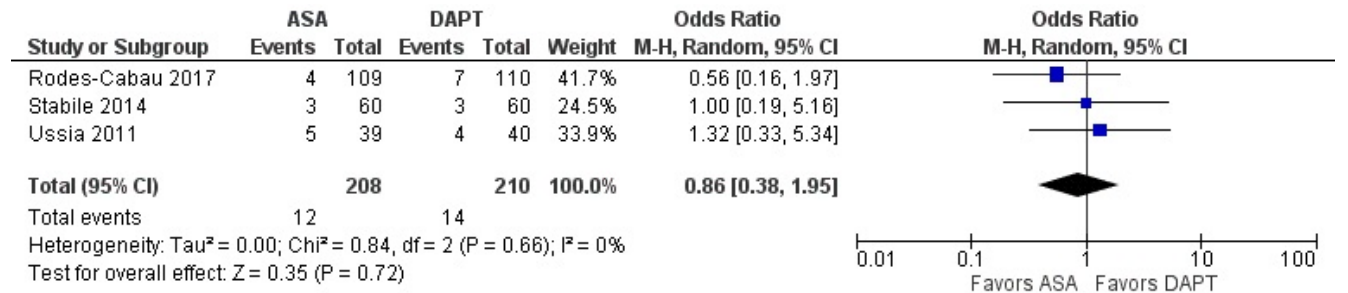 ASA DAPT Odds Ratio Odds Ratio
Study or Subgroup Events Total Events Total Weight M-H, Random, 95% CI M-H, Random, 95% CI
Rodes-Cabau 2017 4 109 7 110 41.7% 0.56 [0.16, 1.97]
Stabile 2014 3 60 3 60 24.5% 1.00 [0.19, 5.16]
Ussia 2011 5 39 4 40 33.9% 1.32 [0.33, 5.34]
Total (95% CI) 208 210 100.0% 0.86 [0.38, 1.95]
Total events 12 14
Heterogeneity: Tau² = 0.00; Chi² = 0.84, df = 2 (P = 0.66); I² = 0%
Test for overall effect: Z = 0.35 (P = 0.72)
0.01 0.1 1 10 100
Favors ASA Favors DAPT